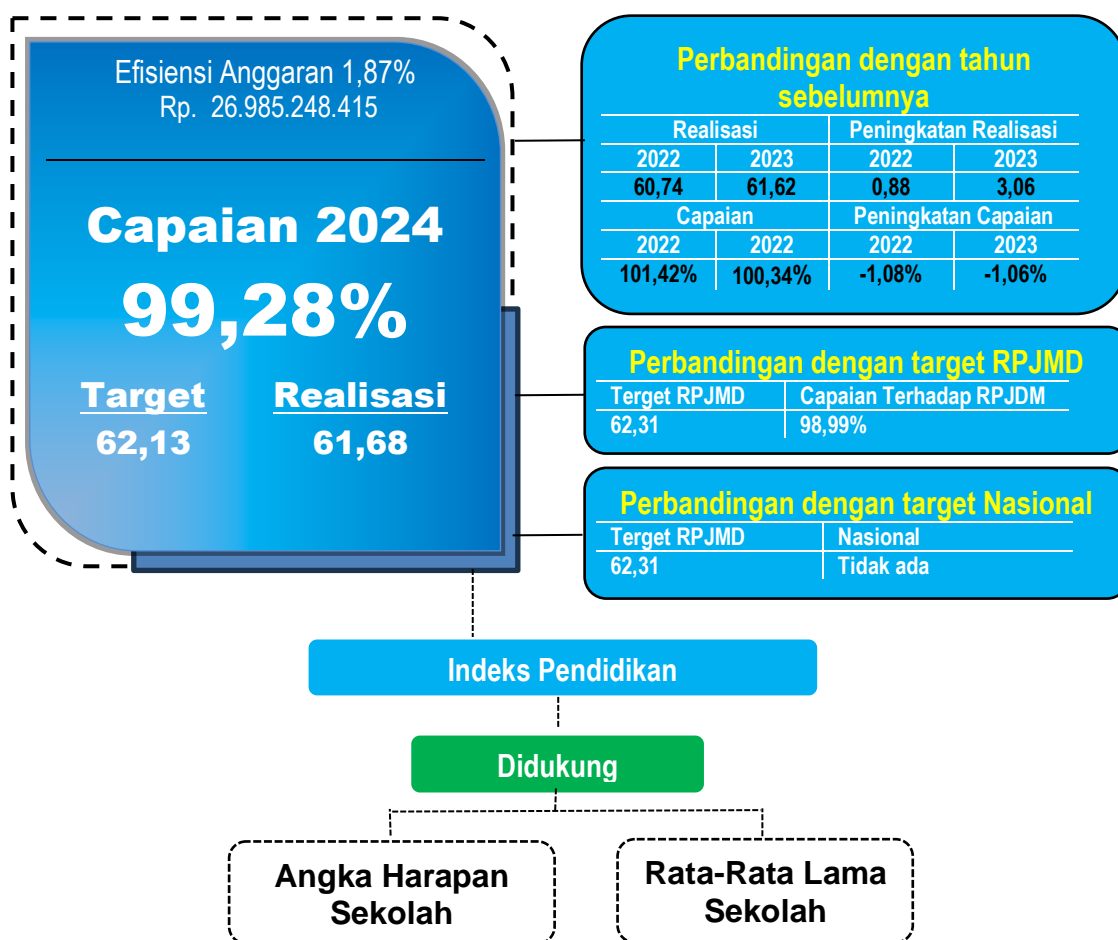 Efisiensi Anggaran 1,87%
Rp. 26.985.248.415
Capaian 2024
99,28%
Target Realisasi
62,13 61,68
Perbandingan dengan tahun
sebelumnya
Realisasi Peningkatan Realisasi
2022 2023 2022 2023
60,74 61,62 0,88 3,06
Capaian Peningkatan Capaian
2022 2022 2022 2023
101,42% 100,34% -1,08% -1,06%
Perbandingan dengan target RPJMD
Terget RPJMD Capaian Terhadap RPJDM
62,31 98,99%
Perbandingan dengan target Nasional
Terget RPJMD Nasional
62,31 Tidak ada
Indeks Pendidikan
Didukung
Angka Harapan
Sekolah
Rata-Rata Lama
Sekolah